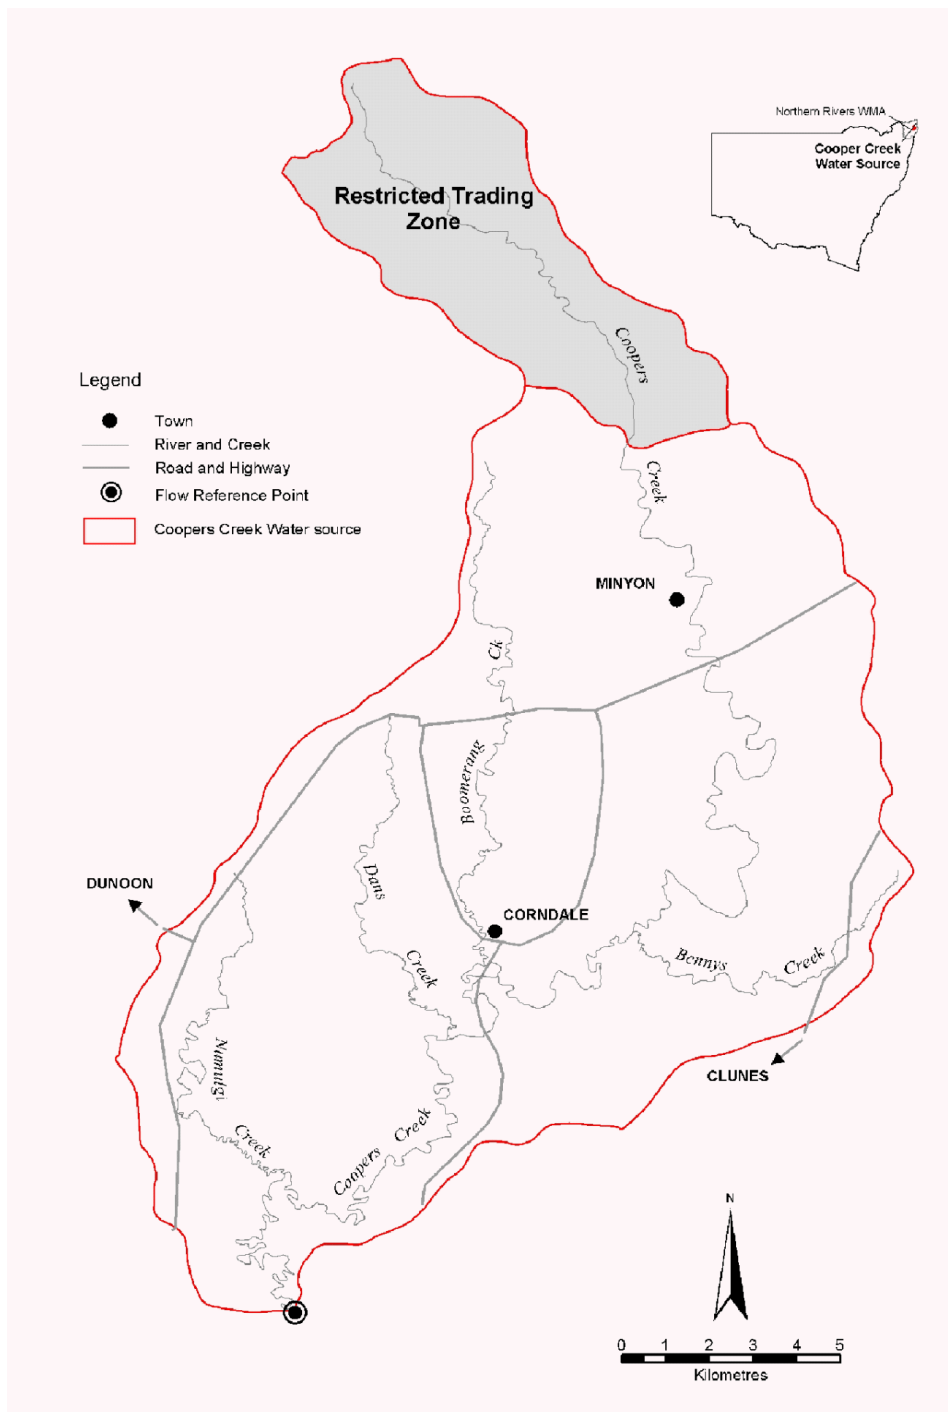 Northern Rivers WMA
Cooper Creek
Water Source
Restricted Trading
Zone
Coopers
Legend
Town
River and Creek
Road and Highway
Flow Reference Point
Coopers Creek Water source
Creek
MINYON
Ck
Boomerang
Dans
DUNOON
CORNDALE
Creek
Bennys
Creek
Numulgi
CLUNES
Creek
Coopers
Creek
N
0 1 2 3 4 5
Kilometres